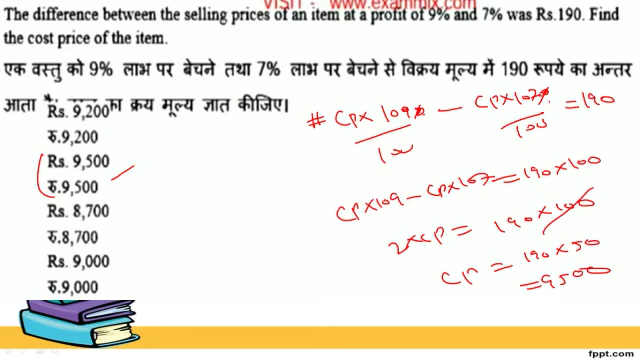 VISIT : www.exammix.com
The difference between the selling prices of an item at a profit of 9% and 7% was Rs.190. Find
the cost price of the item.
एक वस्तु को 9% लाभ पर बेचने तथा 7% लाभ पर बेचने से विक्रय मूल्य में 190 रूपये का अन्तर
आता है का क्रय मूल्य ज्ञात कीजिए।
Rs. 9,200
रु.9,200
Rs. 9,500
रु.9,500
Rs. 8,700
रु.8,700
Rs. 9,000
रु.9,000
# CP×109/100 - CP×107/100 = 190
CP×109 - CP×107 = 190×100
2×CP = 190×100
CP = 190×50
= 9500
fppt.com